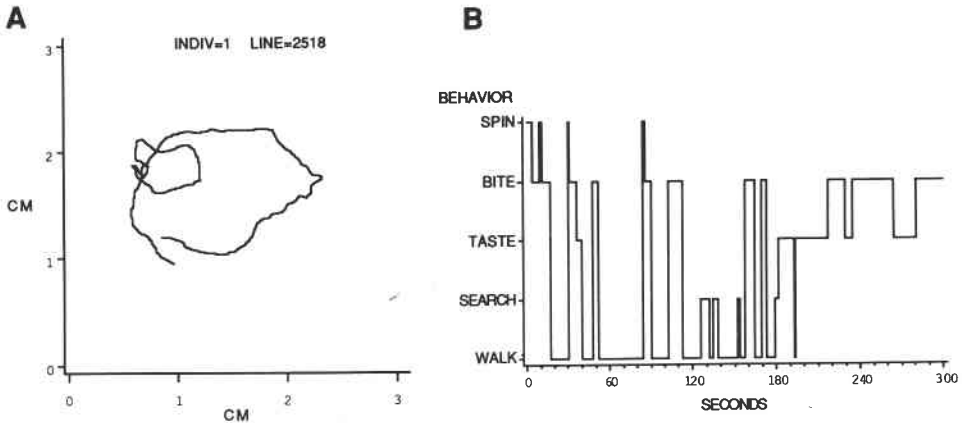 A
INDIV=1 LINE=2518
3
2
CM
1
0
0 1 2 3
CM
B
BEHAVIOR
SPIN
BITE
TASTE
SEARCH
WALK
0 60 120 180 240 300
SECONDS